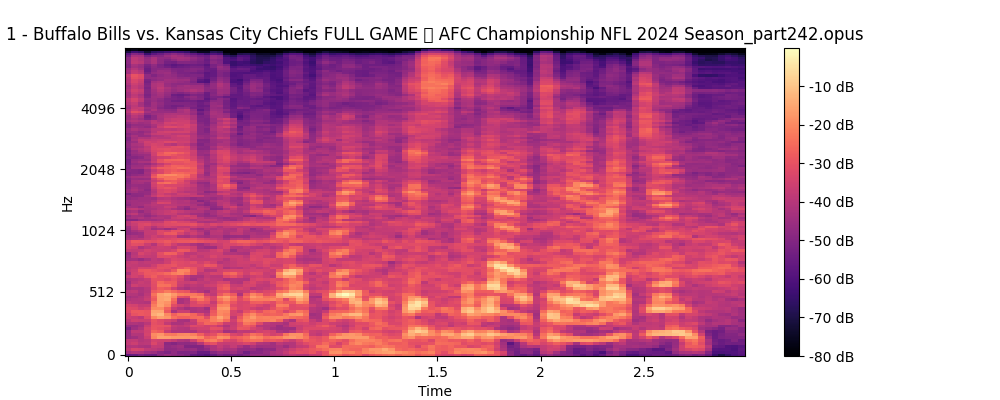 1 - Buffalo Bills vs. Kansas City Chiefs FULL GAME ▯ AFC Championship NFL 2024 Season_part242.opus
Hz
4096
2048
1024
512
0
0
0.5
1
1.5
2
2.5
Time
-10 dB
-20 dB
-30 dB
-40 dB
-50 dB
-60 dB
-70 dB
-80 dB